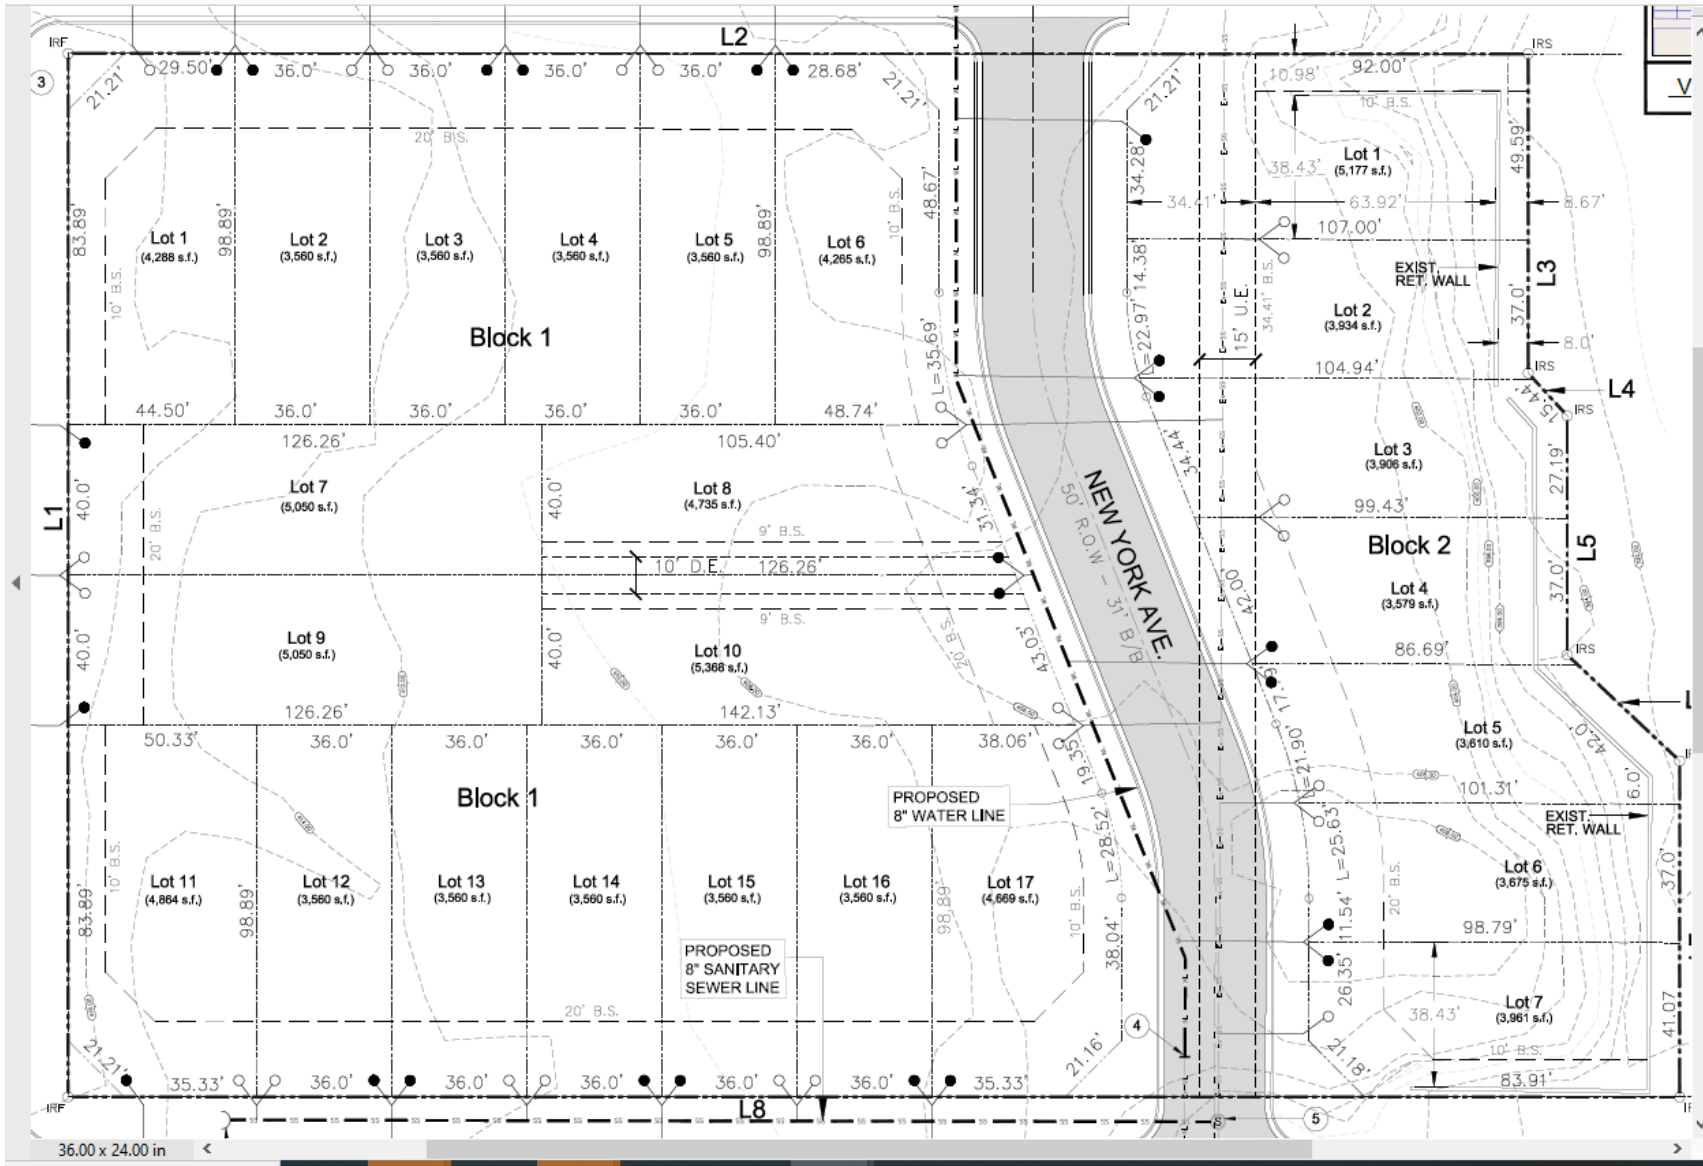 IRF
L2
IRS
3
V
21.21'
29.50'
36.0'
36.0'
36.0'
36.0'
28.68'
21.21'
21.21'
10.98'
92.00'
10' B.S.
20' B.S.
34.28'
38.43'
Lot 1
(5,177 s.f.)
49.59'
83.89'
98.89'
98.89'
48.67'
10' B.S.
34.41'
63.92'
8.67'
107.00'
Lot 1
(4,288 s.f.)
Lot 2
(3,560 s.f.)
Lot 3
(3,560 s.f.)
Lot 4
(3,560 s.f.)
Lot 5
(3,560 s.f.)
Lot 6
(4,265 s.f.)
10' B.S.
14.38
L=22.97'
15' U.E.
34.41' B.S.
EXIST.
RET. WALL
L3
37.0'
Lot 2
(3,934 s.f.)
8.0'
Block 1
L=35.69'
104.94'
IRS
15.44'
L4
IRS
44.50'
36.0'
36.0'
36.0'
36.0'
48.74'
126.26'
105.40'
34.44'
Lot 3
(3,906 s.f.)
27.19'
L1
40.0'
Lot 7
(5,050 s.f.)
20' B.S.
40.0'
Lot 8
(4,735 s.f.)
31.34'
9' B.S.
10' D.E.
126.26'
9' B.S.
NEW YORK AVE.
50' R.O.W - 31' B/B
99.43'
Block 2
L5
37.0'
Lot 4
(3,579 s.f.)
42.00'
40.0'
Lot 9
(5,050 s.f.)
40.0'
Lot 10
(5,368 s.f.)
43.03'
20' B.S.
86.69'
IRS
17.79'
126.26'
142.13'
L
50.33'
36.0'
36.0'
36.0'
36.0'
38.06'
19.35'
Lot 5
(3,610 s.f.)
42.0'
L=21.90'
101.31'
6.0'
Block 1
PROPOSED
8" WATER LINE
EXIST.
RET. WALL
L=28.52'
L=25.63'
10' B.S.
83.89'
Lot 11
(4,864 s.f.)
98.89'
Lot 12
(3,560 s.f.)
Lot 13
(3,560 s.f.)
Lot 14
(3,560 s.f.)
Lot 15
(3,560 s.f.)
Lot 16
(3,560 s.f.)
98.89'
Lot 17
(4,669 s.f.)
10' B.S.
38.04'
11.54'
20' B.S.
Lot 6
(3,675 s.f.)
37.0'
98.79'
PROPOSED
8" SANITARY
SEWER LINE
26.35'
38.43'
Lot 7
(3,961 s.f.)
41.07
20' B.S.
4
21.21'
21.16'
21.18'
10' B.S.
83.91'
35.33'
36.0'
36.0'
36.0'
36.0'
36.0'
35.33'
IRF
L8
S
5
36.00 x 24.00 in